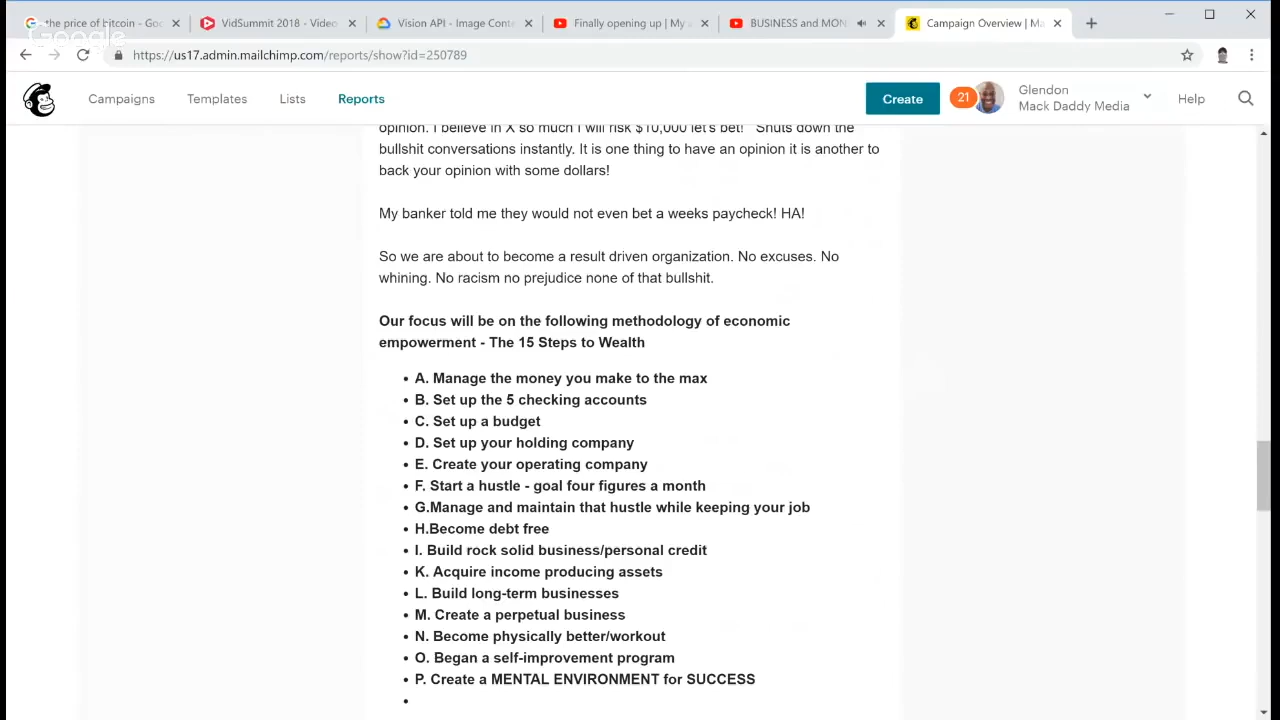 the price of bitcoin - Goo
VidSummit 2018 - Video
Vision API - Image Conte
Finally opening up | My
BUSINESS and MON
Campaign Overview | Ma
Google
https://us17.admin.mailchimp.com/reports/show?id=250789
Campaigns
Templates
Lists
Reports
Create
21
Glendon
Mack Daddy Media
Help
opinion. I believe in X so much I will risk $10,000 let's bet!" Shuts down the
bullshit conversations instantly. It is one thing to have an opinion it is another to
back your opinion with some dollars!
My banker told me they would not even bet a weeks paycheck! HA!
So we are about to become a result driven organization. No excuses. No
whining. No racism no prejudice none of that bullshit.
Our focus will be on the following methodology of economic
empowerment - The 15 Steps to Wealth
• A. Manage the money you make to the max
• B. Set up the 5 checking accounts
• C. Set up a budget
• D. Set up your holding company
• E. Create your operating company
• F. Start a hustle - goal four figures a month
• G.Manage and maintain that hustle while keeping your job
• H.Become debt free
• I. Build rock solid business/personal credit
• K. Acquire income producing assets
• L. Build long-term businesses
• M. Create a perpetual business
• N. Become physically better/workout
• O. Began a self-improvement program
• P. Create a MENTAL ENVIRONMENT for SUCCESS
•